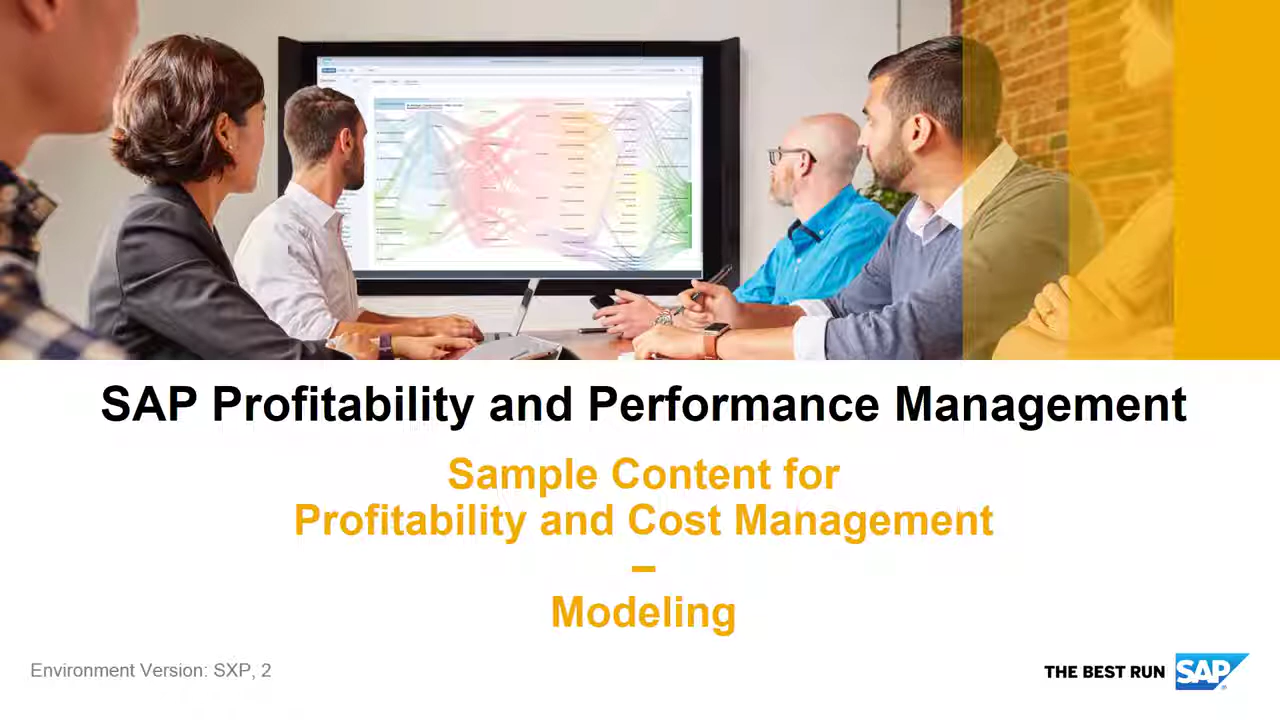 SAP Profitability and Performance Management
Sample Content for
Profitability and Cost Management
–
Modeling
Environment Version: SXP, 2
THE BEST RUN SAP